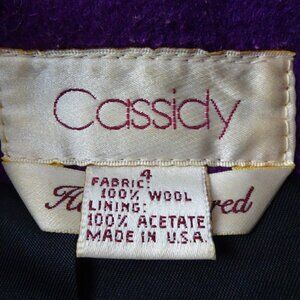 Cassidy
4
FABRIC:
100% WOOL
LINING:
100% ACETATE
MADE IN U.S.A.